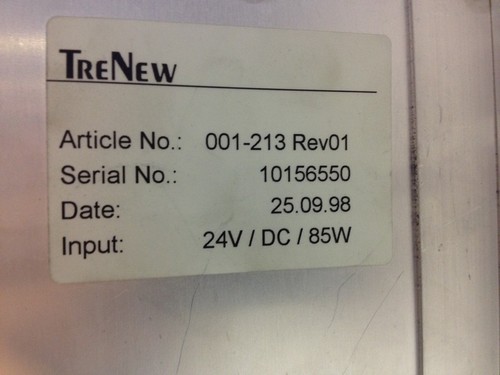 TRENEW
Article No.: 001-213 Rev01
Serial No.: 10156550
Date: 25.09.98
Input: 24V / DC / 85W